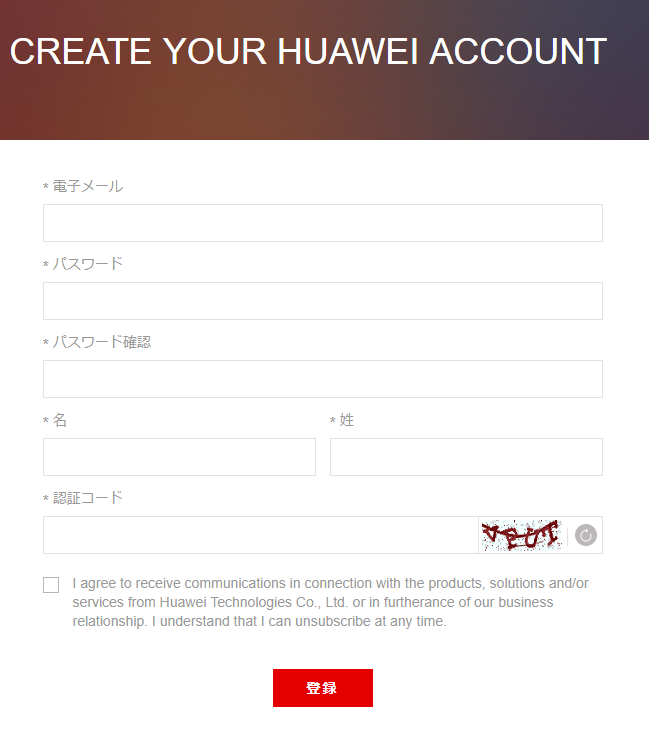 CREATE YOUR HUAWEI ACCOUNT
* 電子メール
* パスワード
* パスワード確認
* 名
* 姓
* 認証コード
I agree to receive communications in connection with the products, solutions and/or
services from Huawei Technologies Co., Ltd. or in furtherance of our business
relationship. I understand that I can unsubscribe at any time.
登録